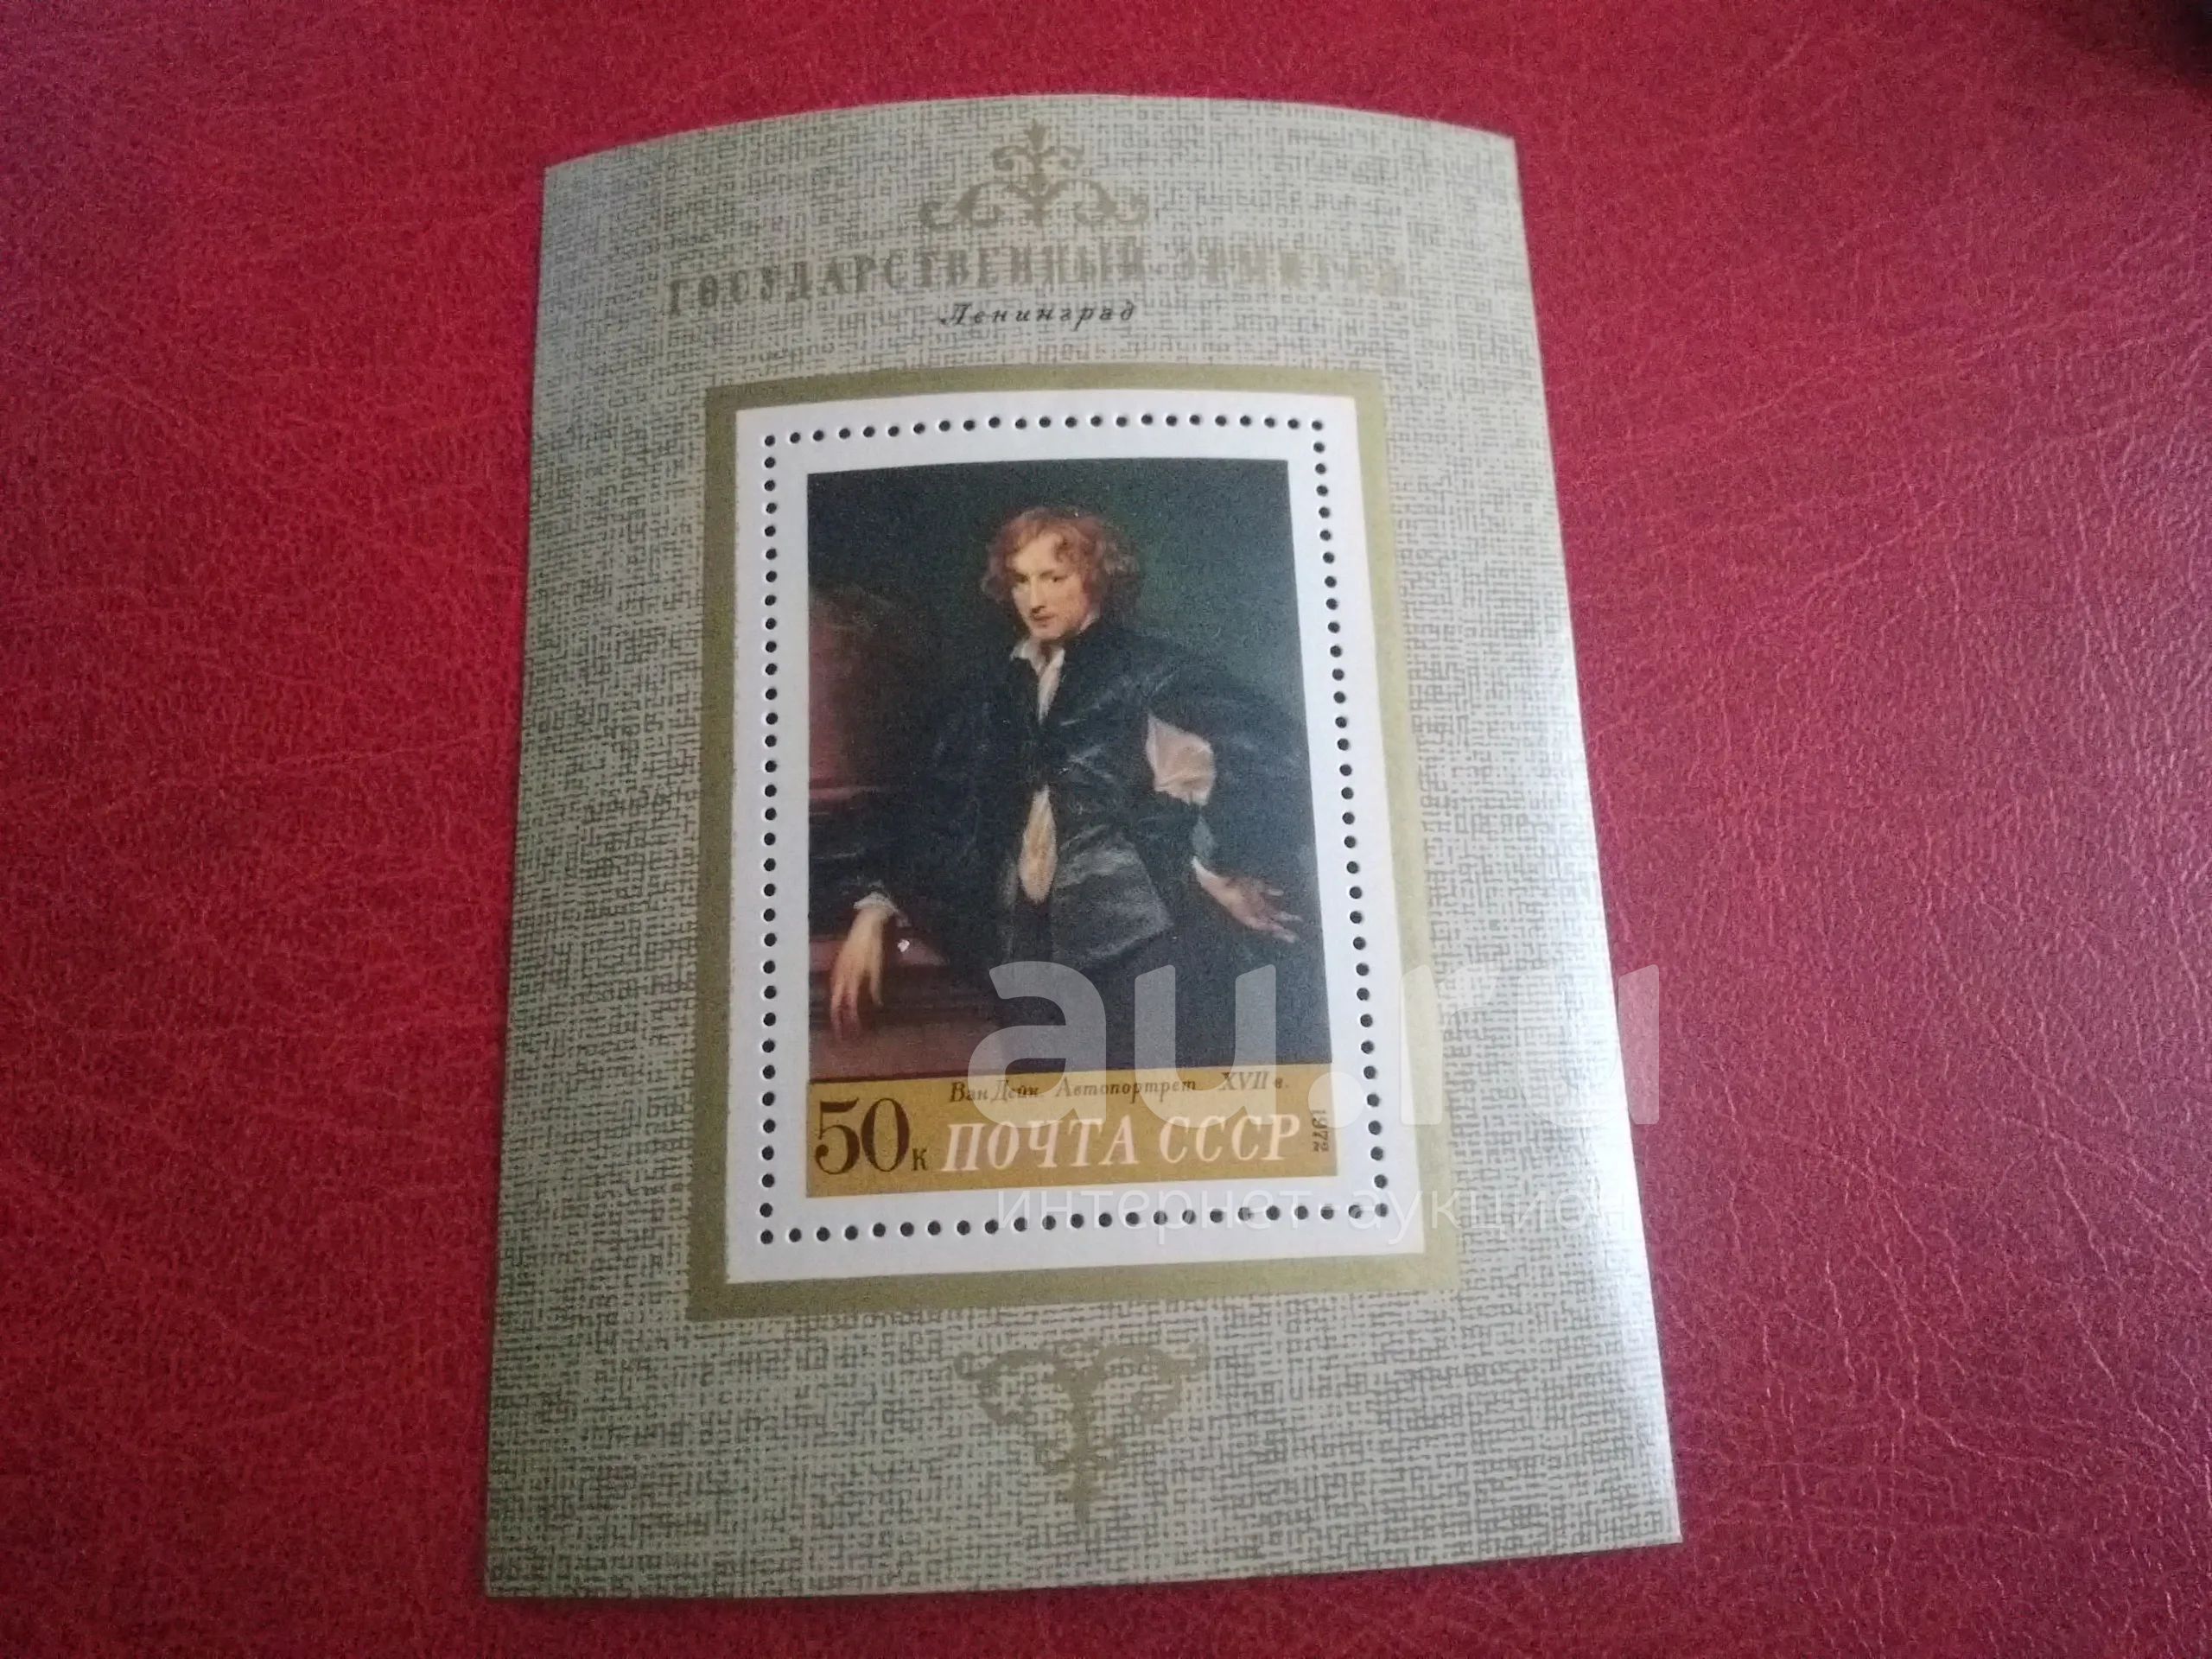 ГОСУДАРСТВЕННЫЙ ЭРМИТАЖ
Ленинград
Ван Дейк Автопортрет XVII в.
50к ПОЧТА СССР
1972
au.ru
интернет-аукцион